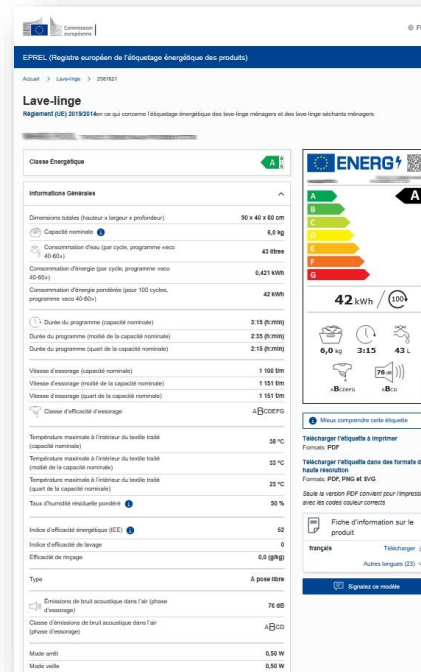 Commission
européenne
EPREL (Registre européen de l'étiquetage énergétique des produits)
Accueil > Lave-linge > 2581621
Lave-linge
Règlement (UE) 2019/2014en ce qui concerne l'étiquetage énergétique des lave-linge ménagers et des lave-linge séchants ménagers
Classe Énergétique
A
Informations Générales
Dimensions totales (hauteur x largeur x profondeur) 90 x 40 x 60 cm
Capacité nominale 6,0 kg
Consommation d'eau (par cycle, programme «eco 43 litres
40-60»)
Consommation d'énergie (par cycle, programme «eco 0,421 kWh
40-60»)
Consommation d'énergie pondérée (pour 100 cycles, 42 kWh
programme «eco 40-60»)
Durée du programme (capacité nominale) 3:15 (h:min)
Durée du programme (moitié de la capacité nominale) 2:35 (h:min)
Durée du programme (quart de la capacité nominale) 2:15 (h:min)
Vitesse d'essorage (capacité nominale) 1 100 t/m
Vitesse d'essorage (moitié de la capacité nominale) 1 151 t/m
Vitesse d'essorage (quart de la capacité nominale) 1 151 t/m
Classe d'efficacité d'essorage ABCDEFG
Température maximale à l'intérieur du textile traité 38 °C
(capacité nominale)
Température maximale à l'intérieur du textile traité 33 °C
(moitié de la capacité nominale)
Température maximale à l'intérieur du textile traité 23 °C
(quart de la capacité nominale)
Taux d'humidité résiduelle pondéré 50 %
Indice d'efficacité énergétique (IEE) 52
Indice d'efficacité de lavage 0
Efficacité de rinçage 0,0 (g/kg)
Type À pose libre
Émissions de bruit acoustique dans l'air (phase 76 dB
d'essorage)
Classe d'émissions de bruit acoustique dans l'air ABCD
(phase d'essorage)
Mode arrêt 0,50 W
Mode veille 0,50 W
ENERG
A
A
B
C
D
E
F
G
42 kWh / 100
6,0 kg 3:15 43 L
76 dB
ABCDEFG ABCD
Mieux comprendre cette étiquette
Télécharger l'étiquette à imprimer
Formats: PDF
Télécharger l'étiquette dans des formats
haute résolution
Formats: PDF, PNG et SVG
Seule la version PDF convient pour
avec les codes couleur corrects
Fiche d'information sur le
produit
français Télécharger
Autres langues (23)
Signalez ce modèle